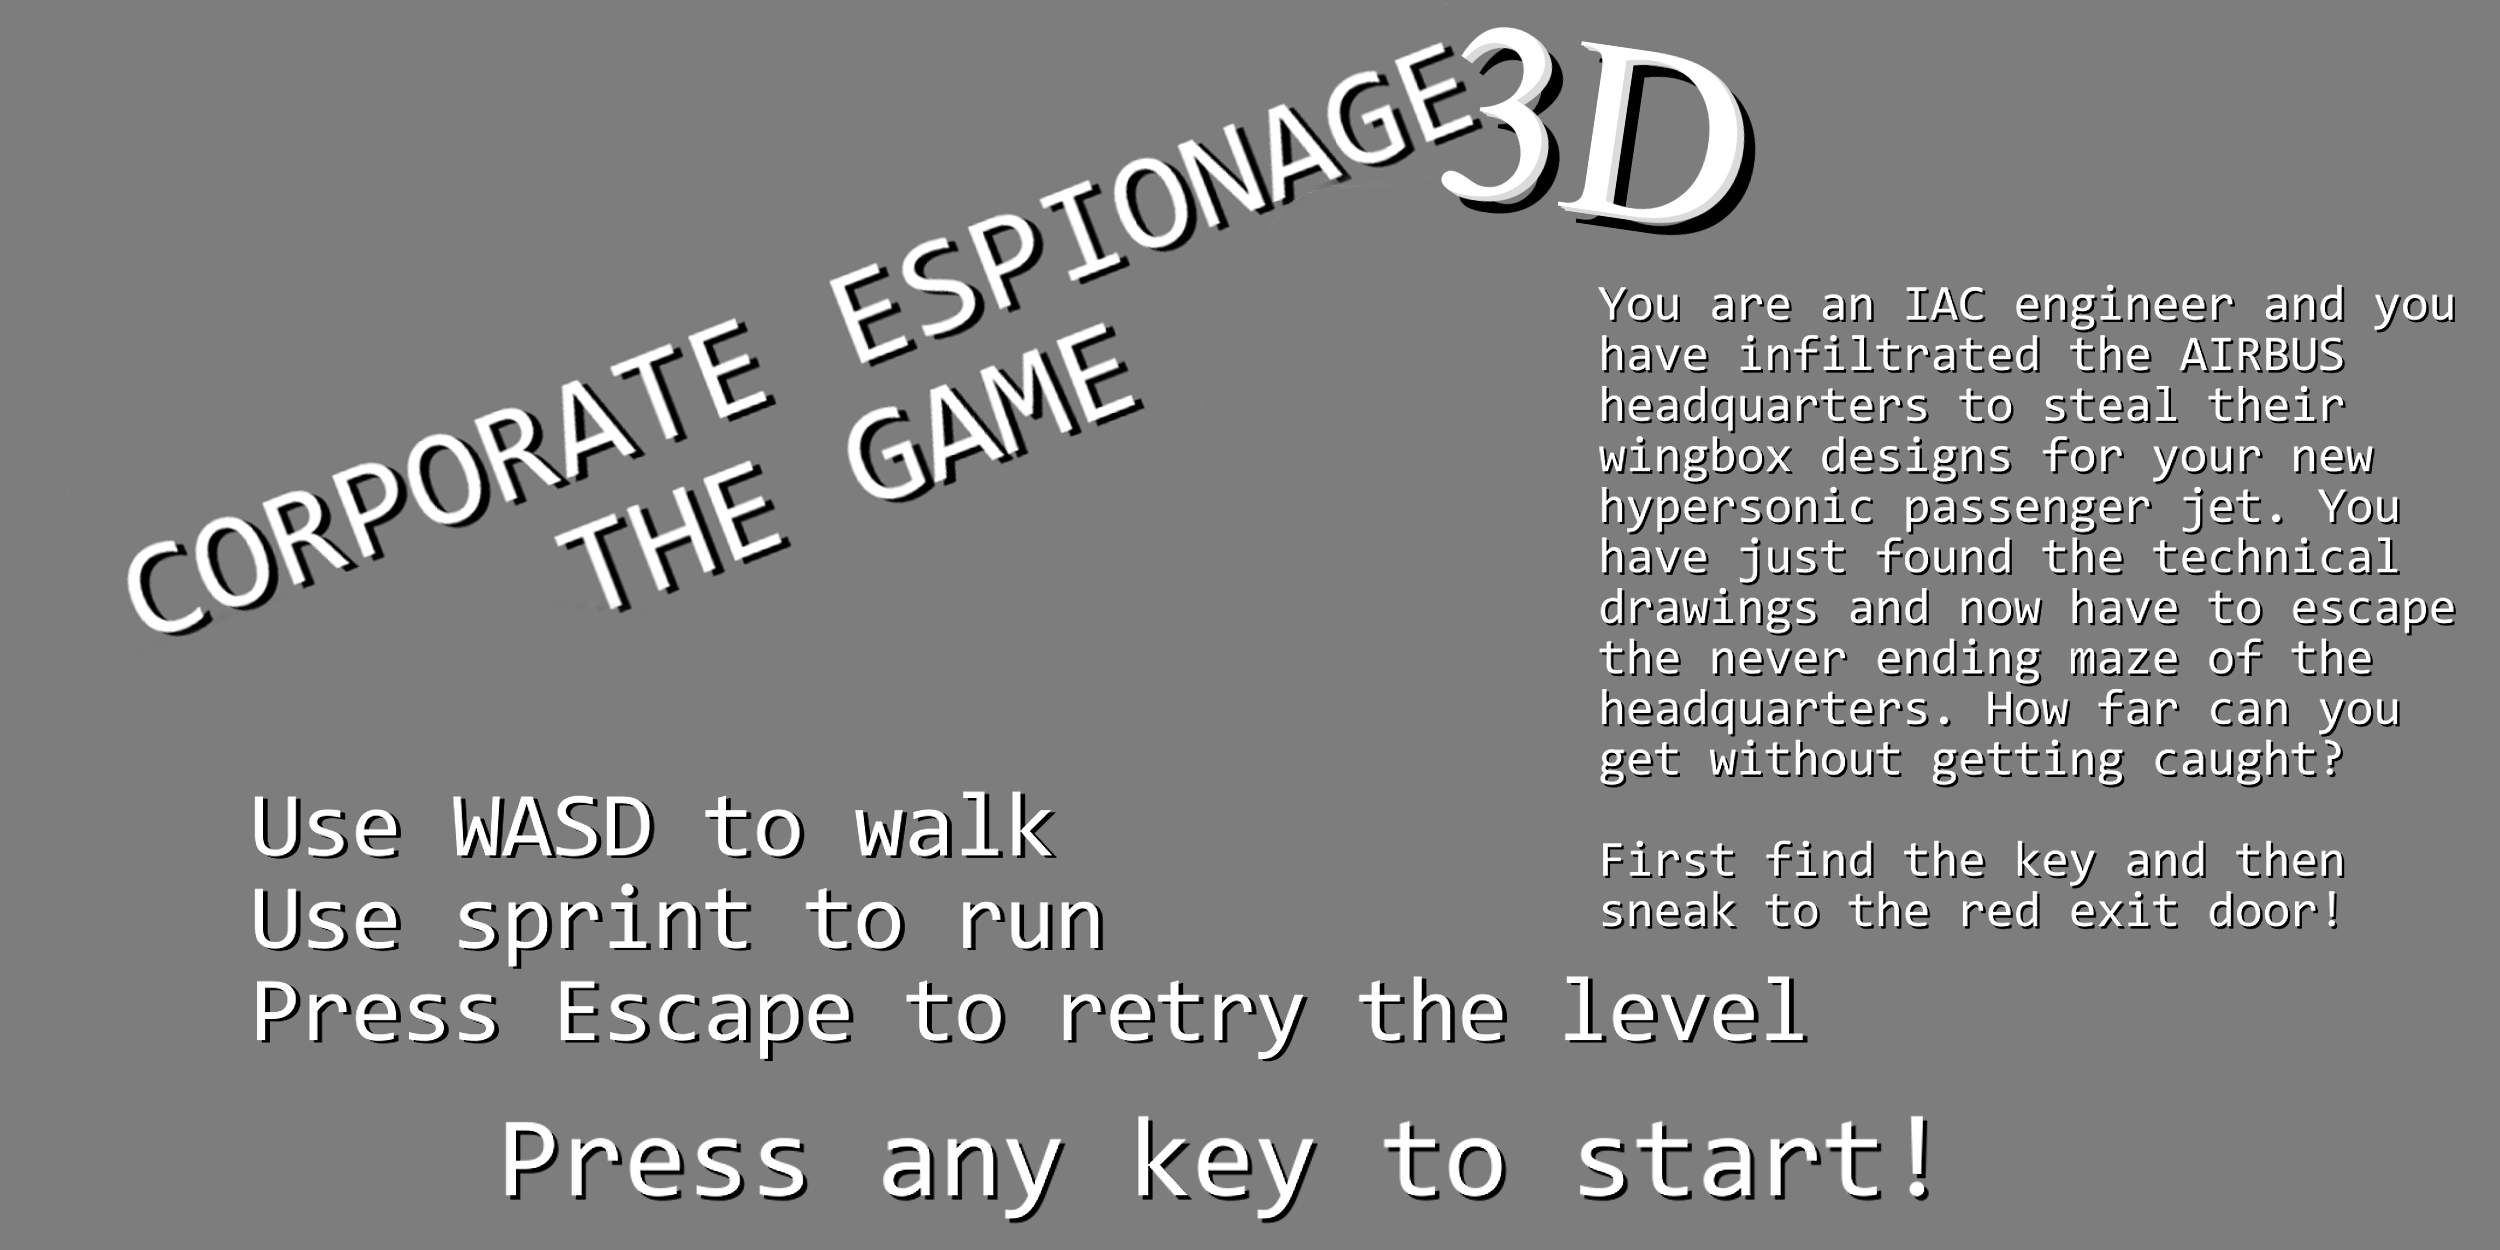 CORPORATE ESPIONAGE 3D
THE GAME
You are an IAC engineer and you
have infiltrated the AIRBUS
headquarters to steal their
wingbox designs for your new
hypersonic passenger jet. You
have just found the technical
drawings and now have to escape
the never ending maze of the
headquarters. How far can you
get without getting caught?
First find the key and then
sneak to the red exit door!
Use WASD to walk
Use sprint to run
Press Escape to retry the level
Press any key to start!